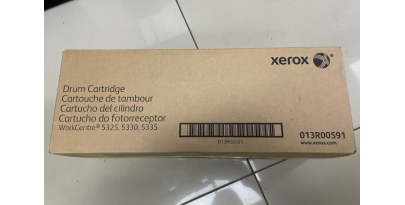 xerox
Drum Cartridge
Cartouche de tambour
Cartucho del cilindro
Cartucho do fotorreceptor
WorkCentre® 5325, 5330, 5335
013R00591
013R00591
www.xerox.com